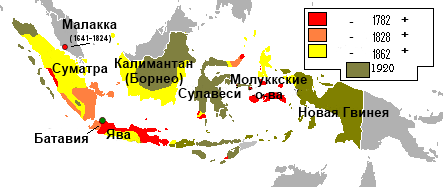 Малакка
(1641–1824)
Суматра
Калимантан
(Борнео)
Сулавеси
Молуккские
о-ва
Новая Гвинея
Батавия
Ява
- 1782 +
- 1828 +
- 1862 +
1920